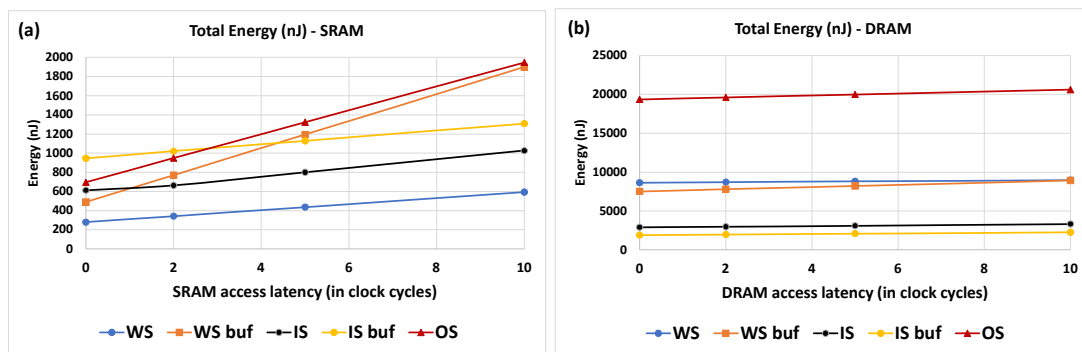 (a)
Total Energy (nJ) - SRAM
Energy (nJ)
2000
1800
1600
1400
1200
1000
800
600
400
200
0
0 2 4 6 8 10
SRAM access latency (in clock cycles)
WS WS buf IS IS buf OS
(b)
Total Energy (nJ) - DRAM
Energy (nJ)
25000
20000
15000
10000
5000
0
0 2 4 6 8 10
DRAM access latency (in clock cycles)
WS WS buf IS IS buf OS